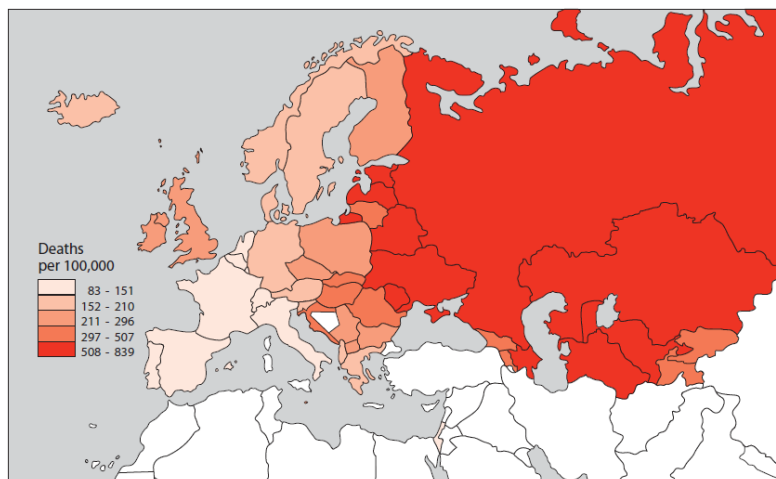 Deaths
per 100,000
83 - 151
152 - 210
211 - 296
297 - 507
508 - 839